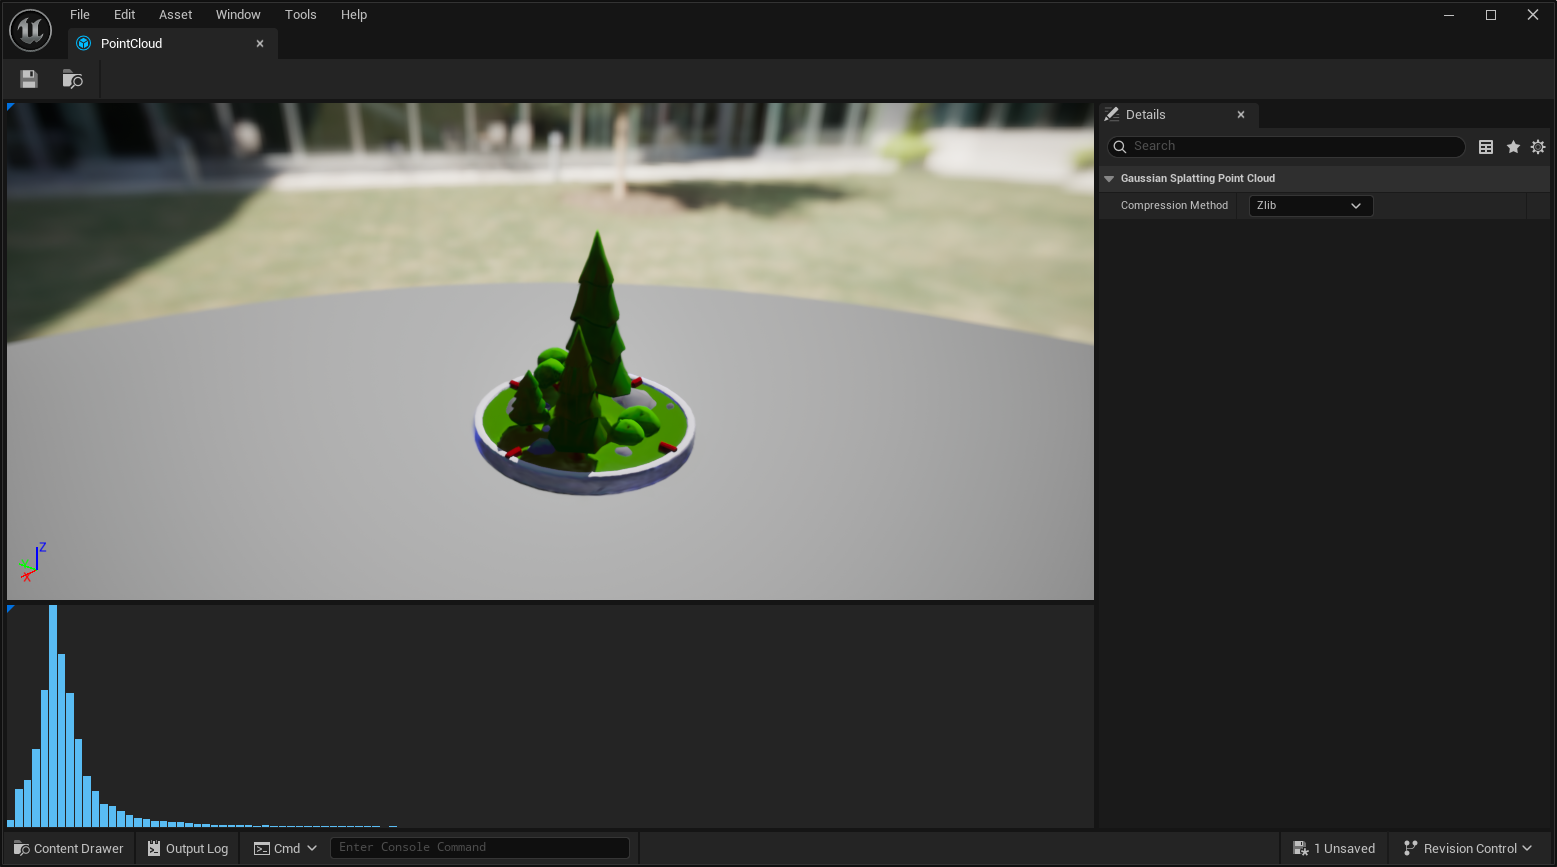 File Edit Asset Window Tools Help
PointCloud
Details
Search
Gaussian Splatting Point Cloud
Compression Method Zlib
Z
X
Content Drawer Output Log Cmd Enter Console Command 1 Unsaved Revision Control